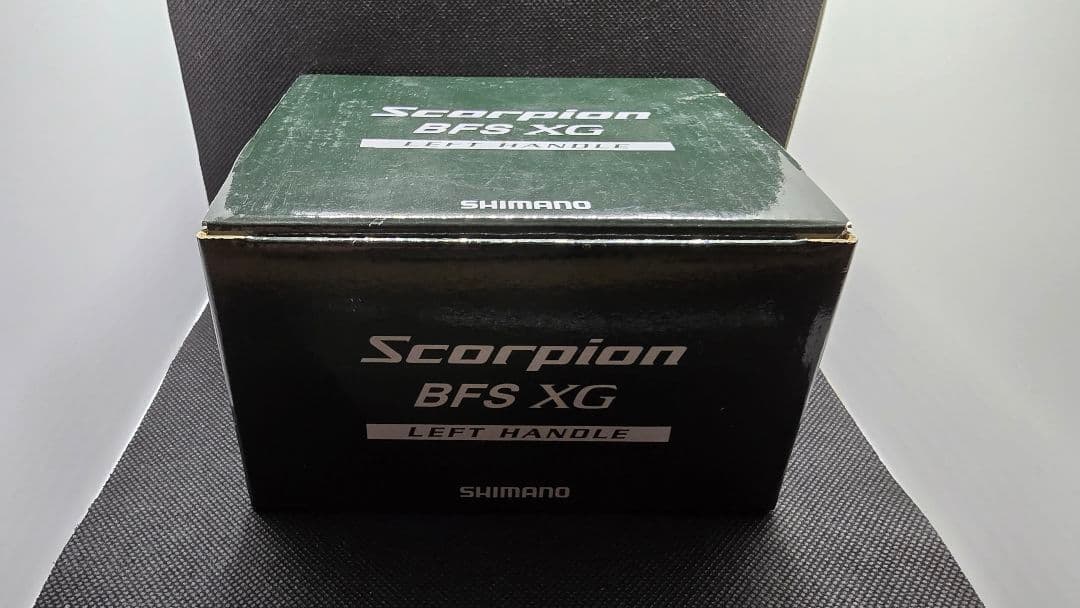 Scorpion
BFS XG
LEFT HANDLE
SHIMANO
Scorpion
BFS XG
LEFT HANDLE
SHIMANO